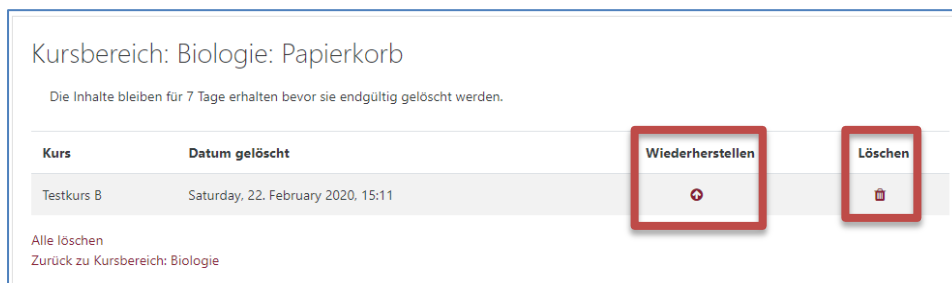 Kursbereich: Biologie: Papierkorb
Die Inhalte bleiben für 7 Tage erhalten bevor sie endgültig gelöscht werden.
Kurs Datum gelöscht Wiederherstellen Löschen
Testkurs B Saturday, 22. February 2020, 15:11
Alle löschen
Zurück zu Kursbereich: Biologie